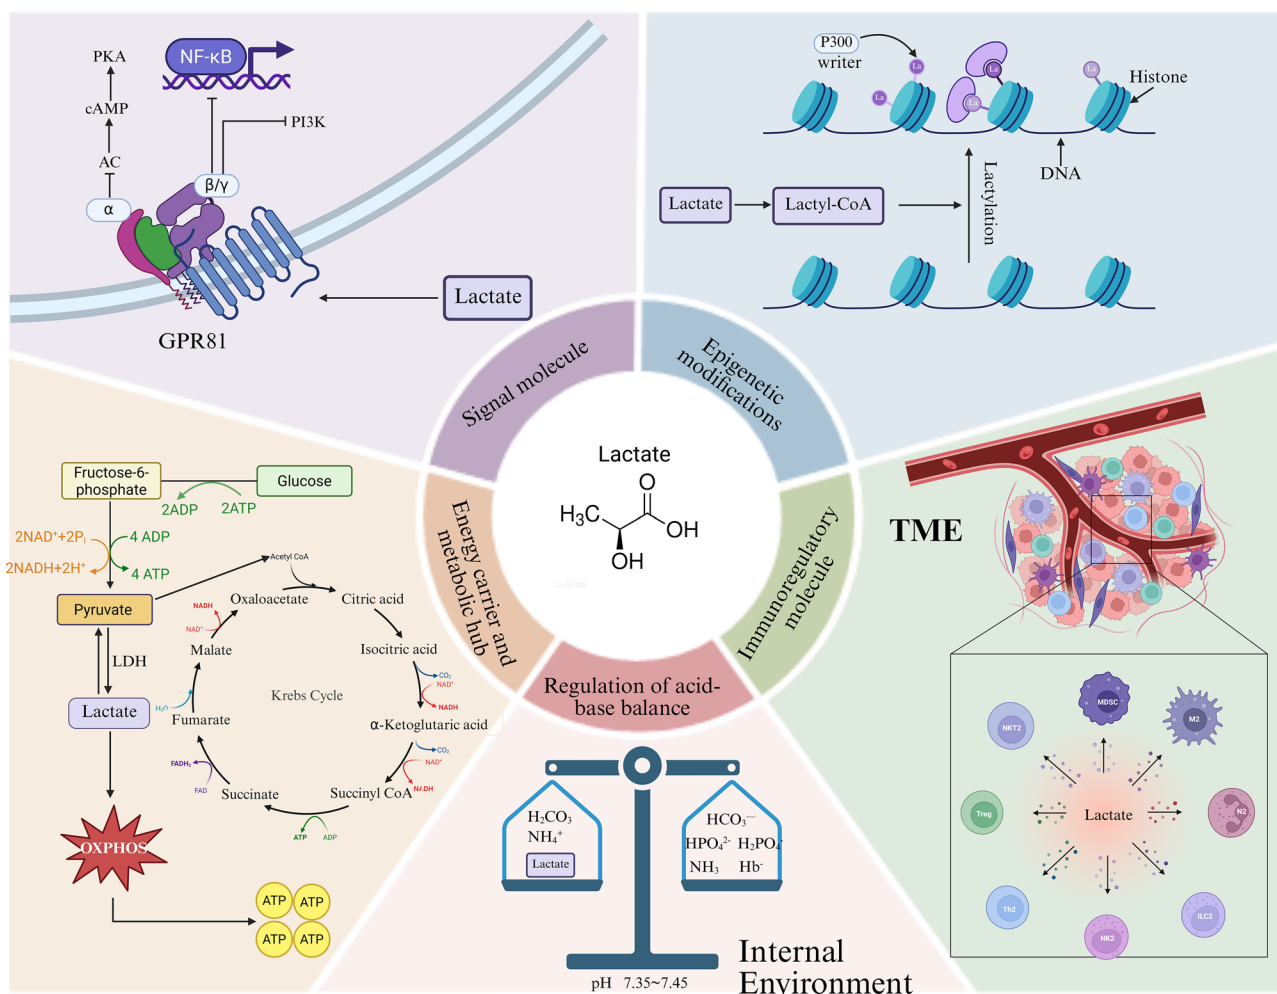 PKA
cAMP
AC
α
NF-κB
PI3K
β/γ
GPR81
Lactate
P300
writer
La
La
La
La
La
Histone
DNA
Lactate
Lactyl-CoA
Lactylation
Signal molecule
Epigenetic
modifications
Energy carrier and
metabolic hub
Immunoregulatory
molecule
Regulation of acid-
base balance
Lactate
H₃C
O
OH
OH
Fructose-6-
phosphate
Glucose
2ADP
2ATP
2NAD⁺+2Pᵢ
2NADH+2H⁺
4 ADP
4 ATP
Pyruvate
LDH
Lactate
OXPHOS
ATP
ATP
ATP
ATP
Acetyl CoA
Oxaloacetate
Citric acid
Isocitric acid
CO₂
NAD⁺
NADH
α-Ketoglutaric acid
CO₂
NAD⁺
NADH
Succinyl CoA
ADP
ATP
Succinate
FAD
FADH₂
Fumarate
H₂O
Malate
NAD⁺
NADH
Krebs Cycle
TME
MDSC
M2
N2
ILC2
NK2
Th2
Treg
NKT2
Lactate
H₂CO₃
NH₄⁺
Lactate
HCO₃⁻
HPO₄²⁻ H₂PO₄⁻
NH₃ Hb⁻
pH 7.35~7.45
Internal
Environment